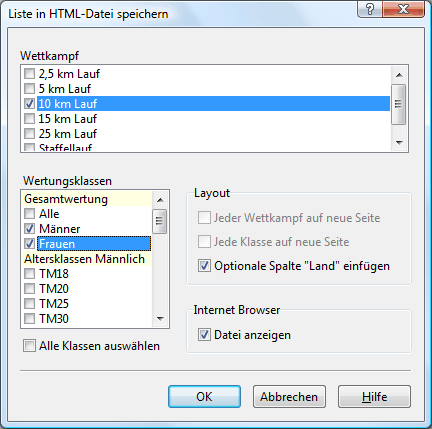 Liste in HTML-Datei speichern
Wettkampf
2,5 km Lauf
5 km Lauf
10 km Lauf
15 km Lauf
25 km Lauf
Staffellauf
Wertungsklassen
Gesamtwertung
Alle
Männer
Frauen
Altersklassen Männlich
TM18
TM20
TM25
TM30
Alle Klassen auswählen
Layout
Jeder Wettkampf auf neue Seite
Jede Klasse auf neue Seite
Optionale Spalte "Land" einfügen
Internet Browser
Datei anzeigen
OK
Abbrechen
Hilfe